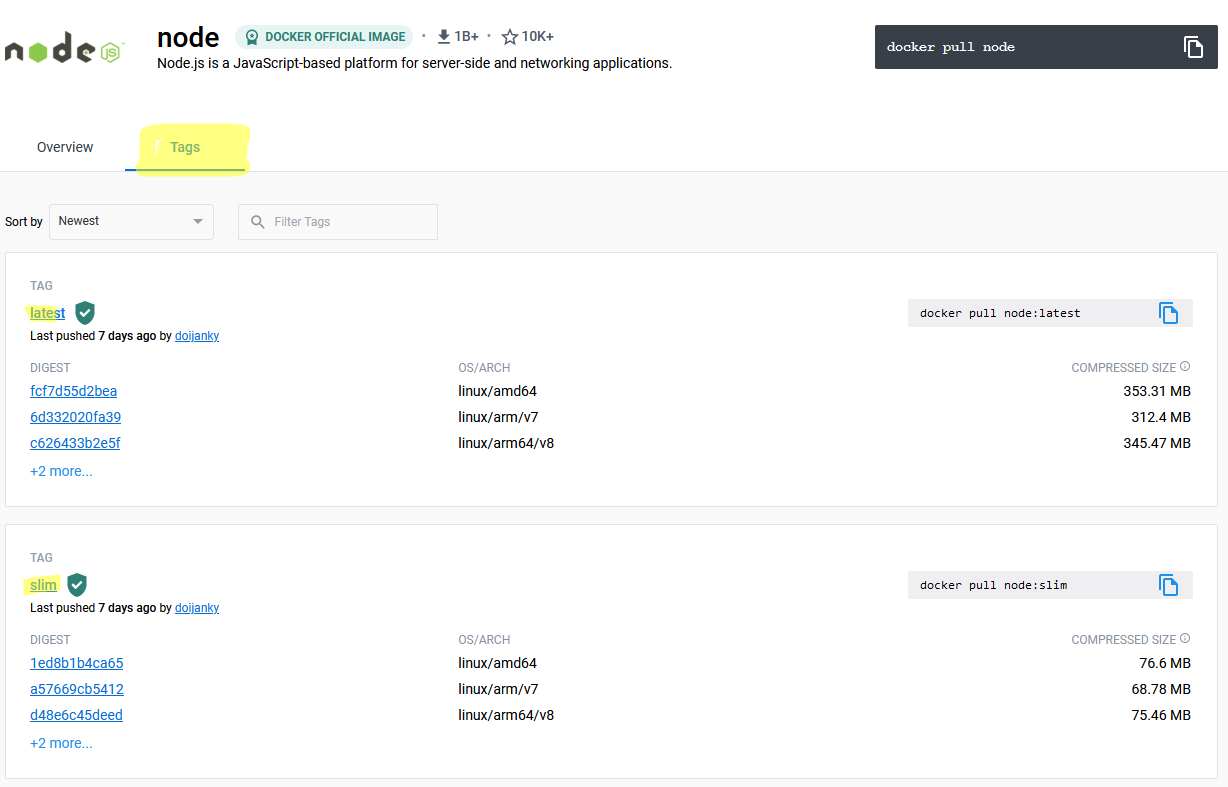 node JS
node DOCKER OFFICIAL IMAGE • 1B+ • 10K+
Node.js is a JavaScript-based platform for server-side and networking applications.
docker pull node
Overview Tags
Sort by Newest Filter Tags
TAG
latest
docker pull node:latest
Last pushed 7 days ago by doijanky
DIGEST OS/ARCH COMPRESSED SIZE
fcf7d55d2bea linux/amd64 353.31 MB
6d332020fa39 linux/arm/v7 312.4 MB
c626433b2e5f linux/arm64/v8 345.47 MB
+2 more...
TAG
slim
docker pull node:slim
Last pushed 7 days ago by doijanky
DIGEST OS/ARCH COMPRESSED SIZE
1ed8b1b4ca65 linux/amd64 76.6 MB
a57669cb5412 linux/arm/v7 68.78 MB
d48e6c45deed linux/arm64/v8 75.46 MB
+2 more...